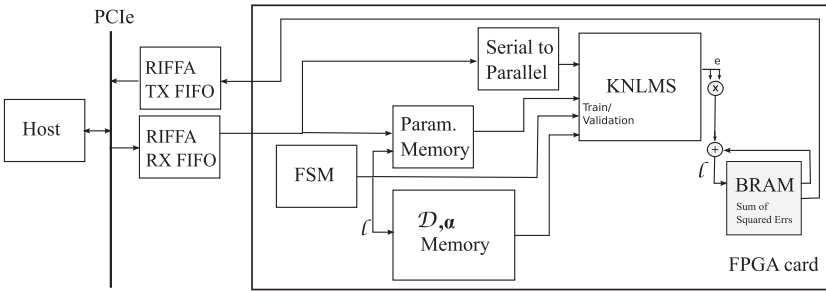 PCIe
RIFFA
TX FIFO
Serial to
Parallel
KNLMS
e
x
Host
RIFFA
RX FIFO
Param.
Memory
Train/
Validation
+
FSM
l
BRAM
Sum of
Squared Errs
l
𝒟,α
Memory
FPGA card